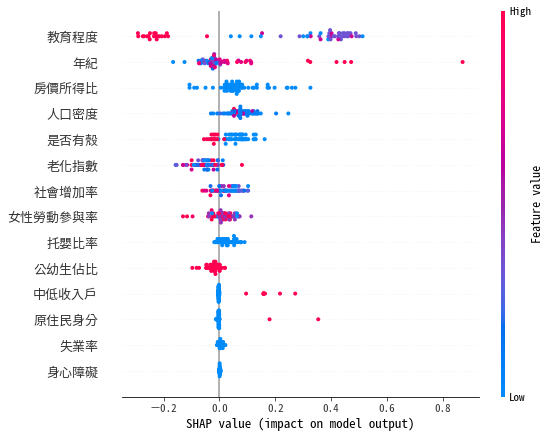 High
教育程度
年紀
房價所得比
人口密度
是否有殼
老化指數
社會增加率
女性勞動參與率
托嬰比率
公幼生佔比
中低收入戶
原住民身分
失業率
身心障礙
Feature value
Low
−0.2 0.0 0.2 0.4 0.6 0.8
SHAP value (impact on model output)